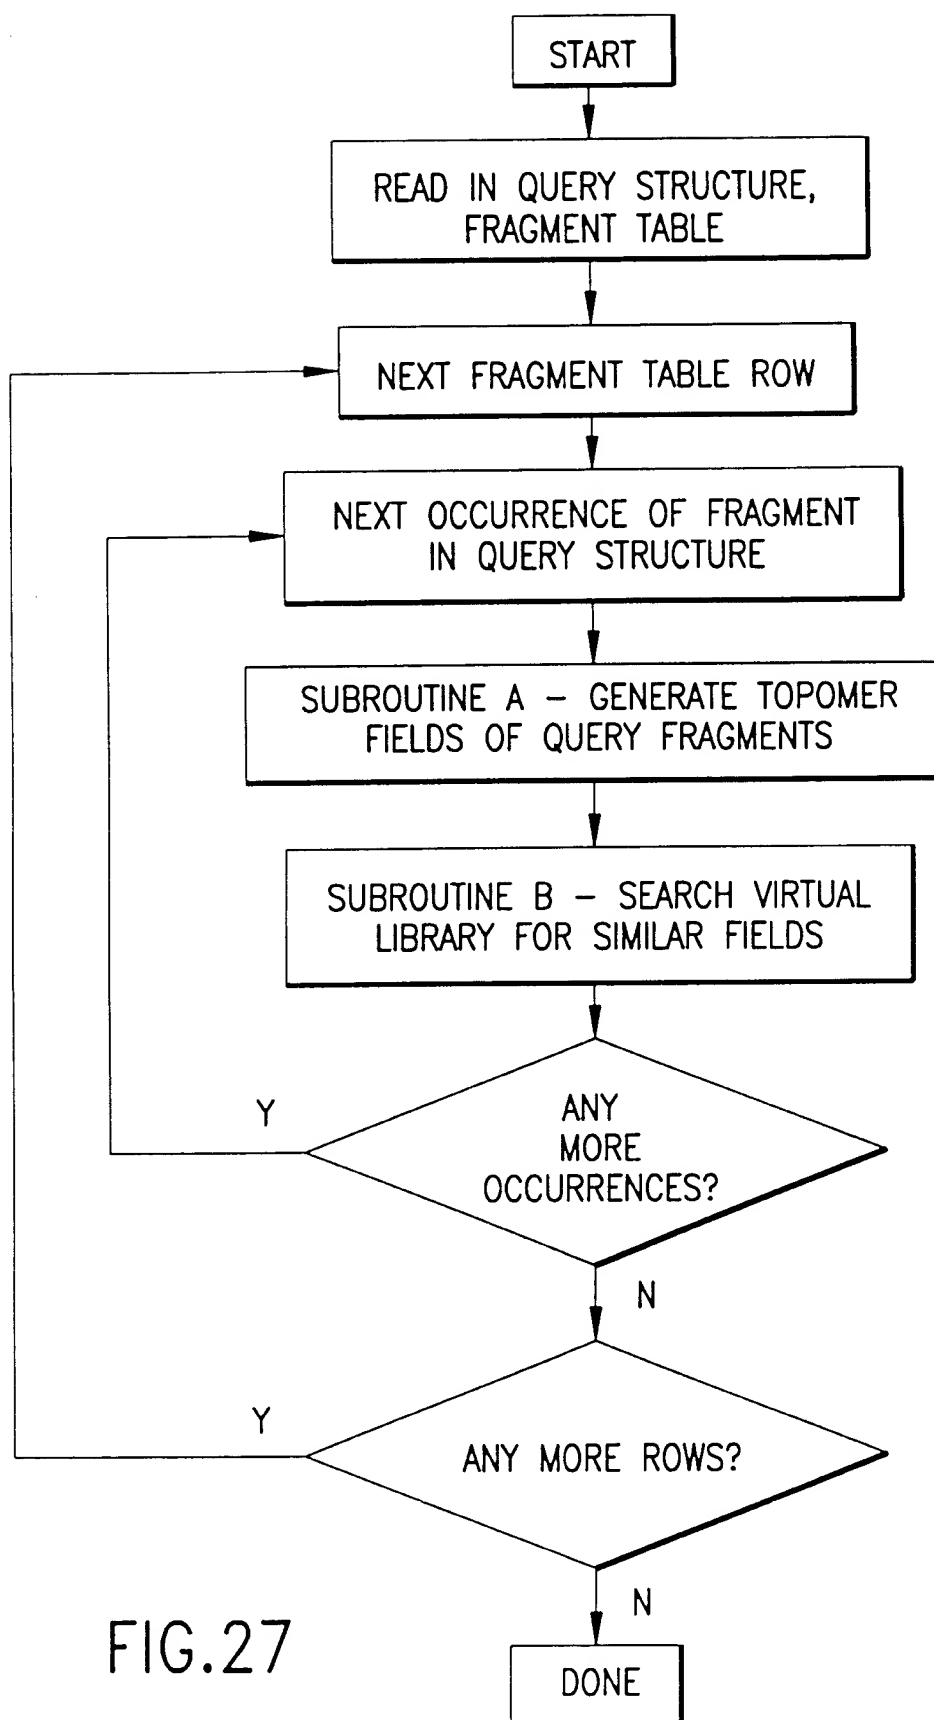 START
READ IN QUERY STRUCTURE,
FRAGMENT TABLE
NEXT FRAGMENT TABLE ROW
NEXT OCCURRENCE OF FRAGMENT
IN QUERY STRUCTURE
SUBROUTINE A – GENERATE TOPOMER
FIELDS OF QUERY FRAGMENTS
SUBROUTINE B – SEARCH VIRTUAL
LIBRARY FOR SIMILAR FIELDS
ANY
MORE
OCCURRENCES?
Y
N
ANY MORE ROWS?
Y
N
DONE
FIG.27